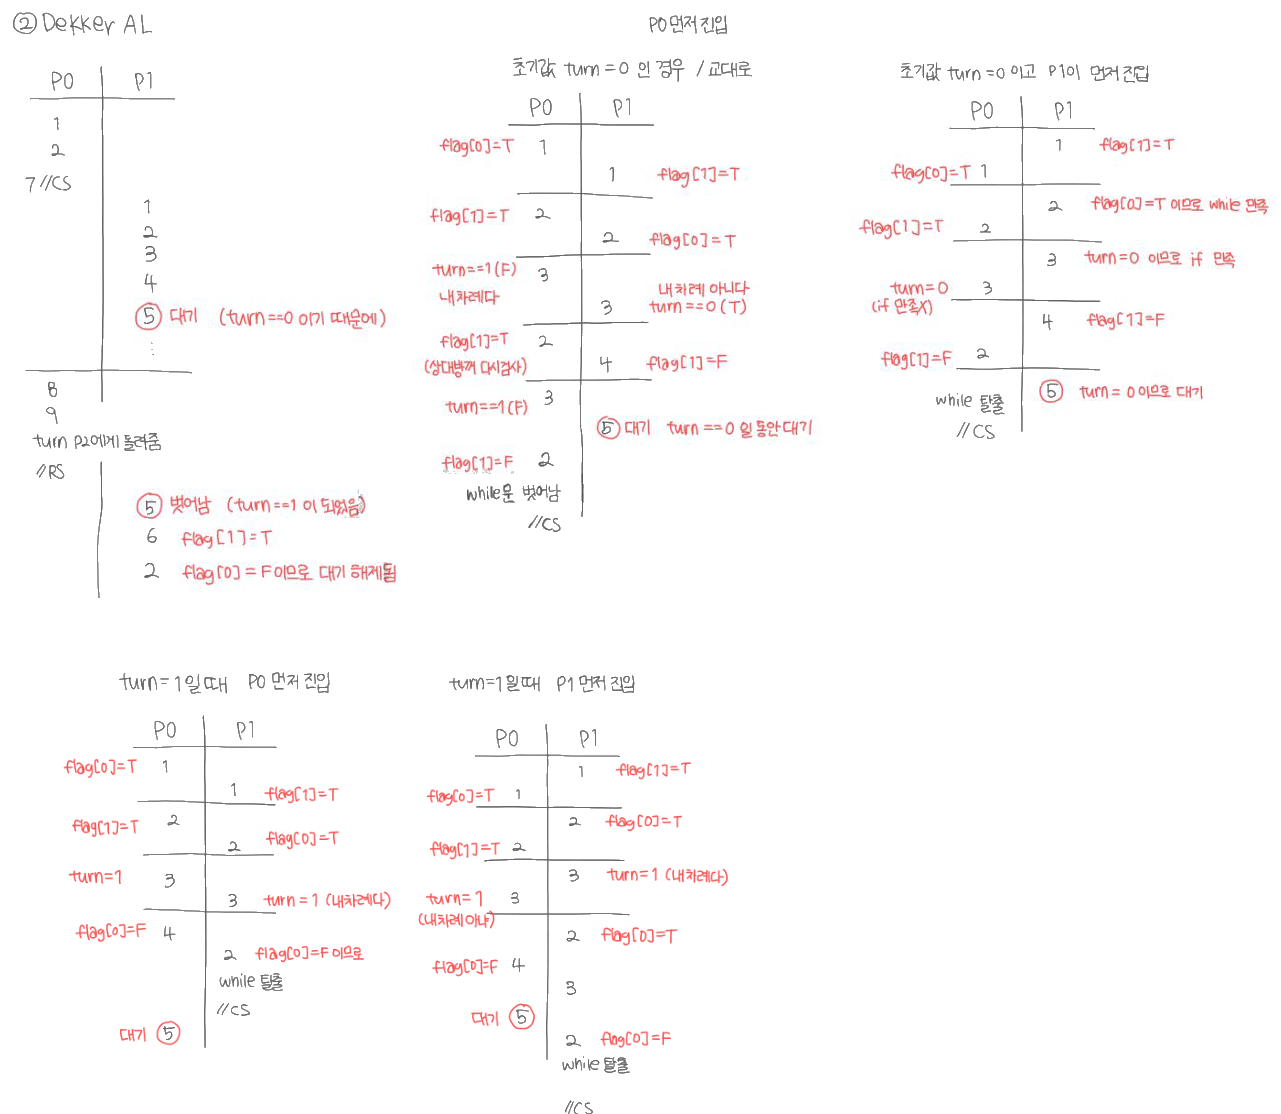 ② Dekker AL
P0 P1
1
2
7 //CS
1
2
3
4
⑤ 대기 (turn==0 이기 때문에)
⋮
8
9
turn P2에게 돌려줌
//RS
⑤ 벗어남 (turn==1 이 되었음)
6 flag[1]=T
2 flag[0]=F이므로 대기 해제됨
P0 먼저 진입
초기값 turn=0 인 경우 / 교대로
P0 P1
flag[0]=T 1
1 flag[1]=T
flag[1]=T 2
2 flag[0]=T
turn==1(F) 3
내차례다
내차례 아니다
3 turn==0(T)
flag[1]=T 2
(상대방꺼 다시검사)
4 flag[1]=F
turn==1(F) 3
⑤ 대기 turn==0 일 동안 대기
flag[1]=F 2
while문 벗어남
//CS
초기값 turn=0 이고 P1이 먼저 진입
P0 P1
1 flag[1]=T
flag[0]=T 1
2 flag[0]=T 이므로 while 만족
flag[1]=T 2
3 turn=0 이므로 if 만족
turn=0 3
(if 만족X)
4 flag[1]=F
flag[1]=F 2
while 탈출
//CS
⑤ turn=0이므로 대기
turn=1일때 P0 먼저 진입
P0 P1
flag[0]=T 1
1 flag[1]=T
flag[1]=T 2
2 flag[0]=T
turn=1 3
3 turn=1 (내차례다)
flag[0]=F 4
2 flag[0]=F이므로
while 탈출
//CS
대기 ⑤
turn=1일때 P1 먼저 진입
P0 P1
1 flag[1]=T
flag[0]=T 1
2 flag[0]=T
flag[1]=T 2
3 turn=1 (내차례다)
turn=1 3
(내차례 아냐)
2 flag[0]=T
flag[0]=F 4
3
대기 ⑤
2 flag[0]=F
while탈출
//CS